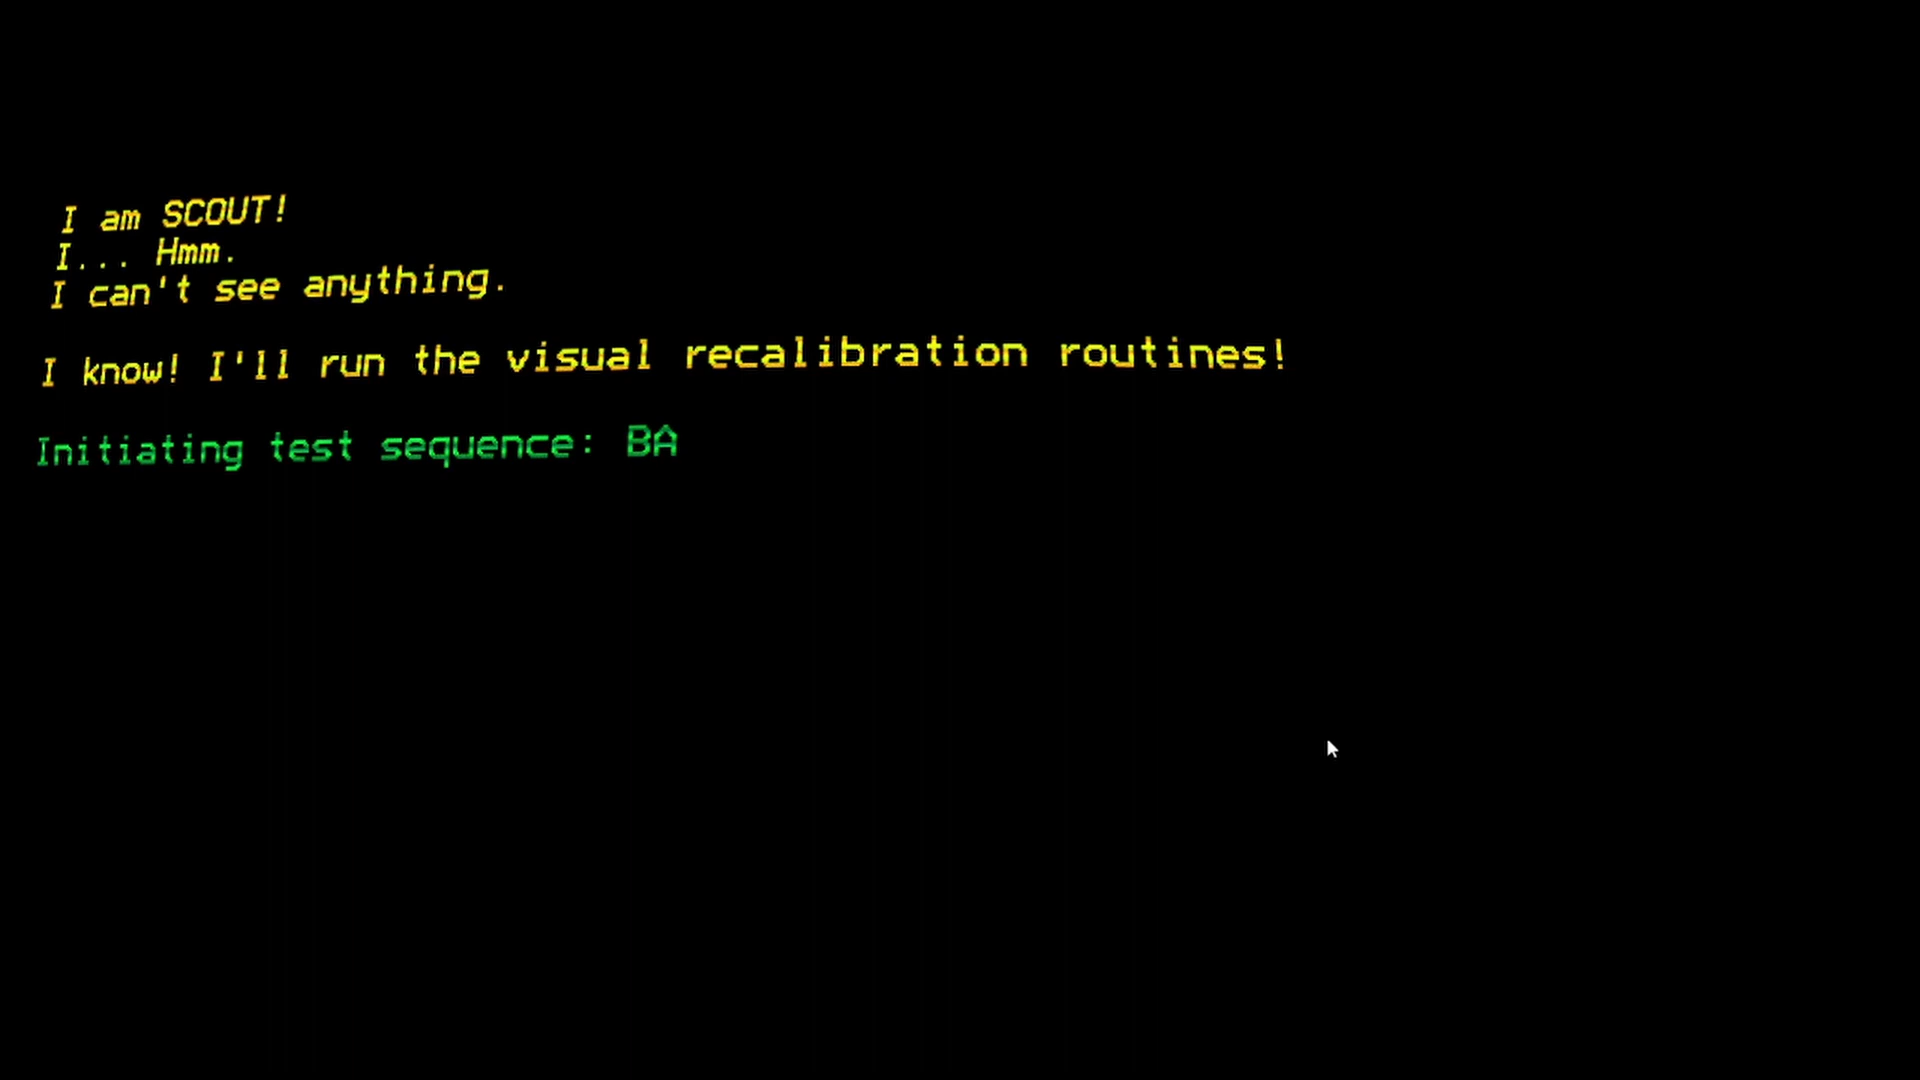 I am SCOUT!
I... Hmm.
I can't see anything.
I know! I'll run the visual recalibration routines!
Initiating test sequence: BA